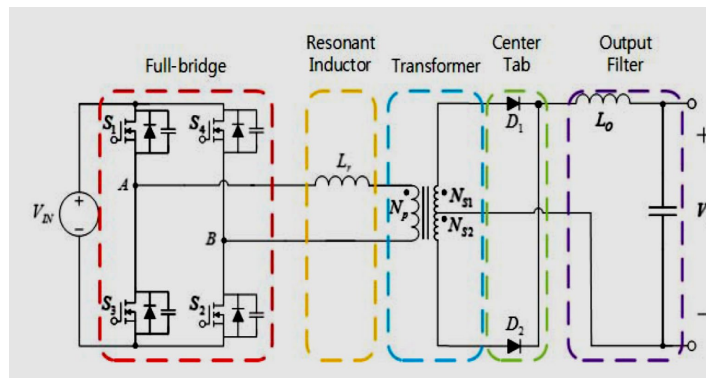 Resonant Center Output
Full-bridge Inductor Transformer Tab Filter
S1 S4 D1 LO
Lr
A NP NS1 +
VIN NS2 V
B
S3 S2 D2 −